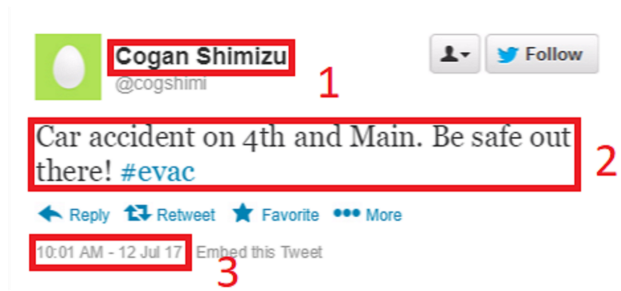 Cogan Shimizu
@cogshimi
Follow
1
Car accident on 4th and Main. Be safe out
there! #evac
2
Reply Retweet Favorite More
10:01 AM - 12 Jul 17 Embed this Tweet
3